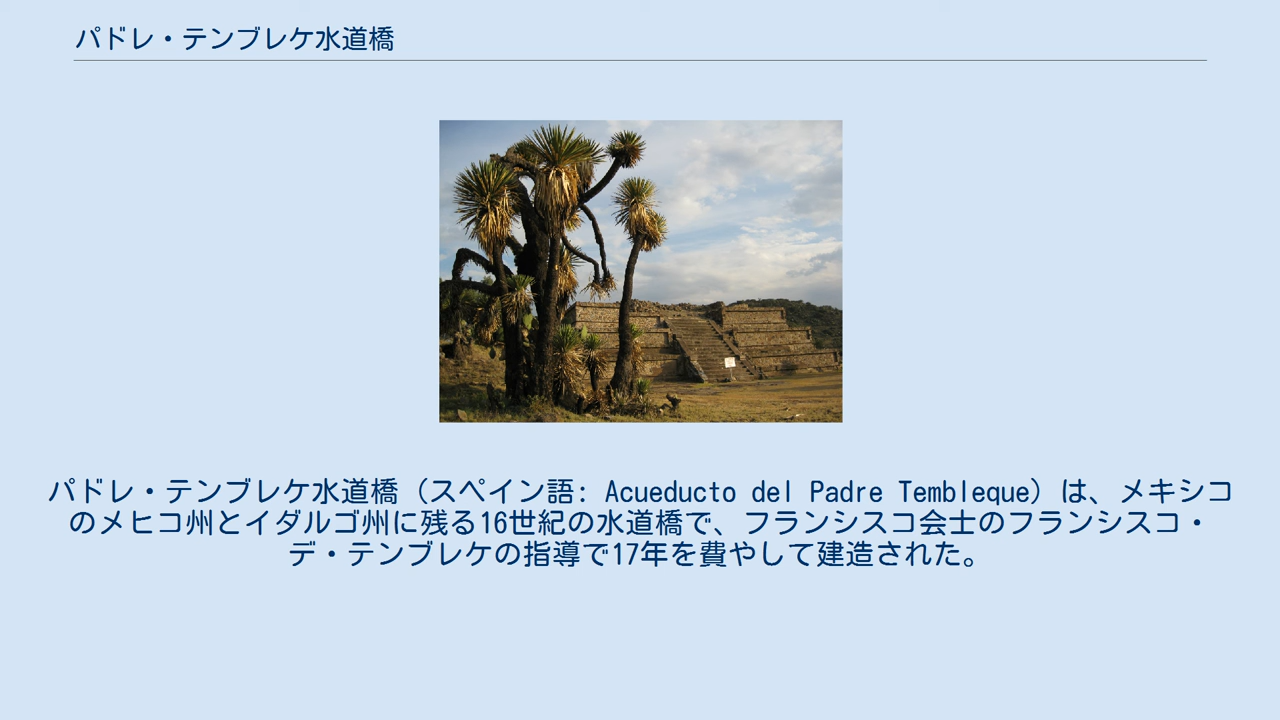 パドレ・テンブレケ水道橋
パドレ・テンブレケ水道橋（スペイン語: Acueducto del Padre Tembleque）は、メキシコ
のメヒコ州とイダルゴ州に残る16世紀の水道橋で、フランシスコ会士のフランシスコ・
デ・テンブレケの指導で17年を費やして建造された。